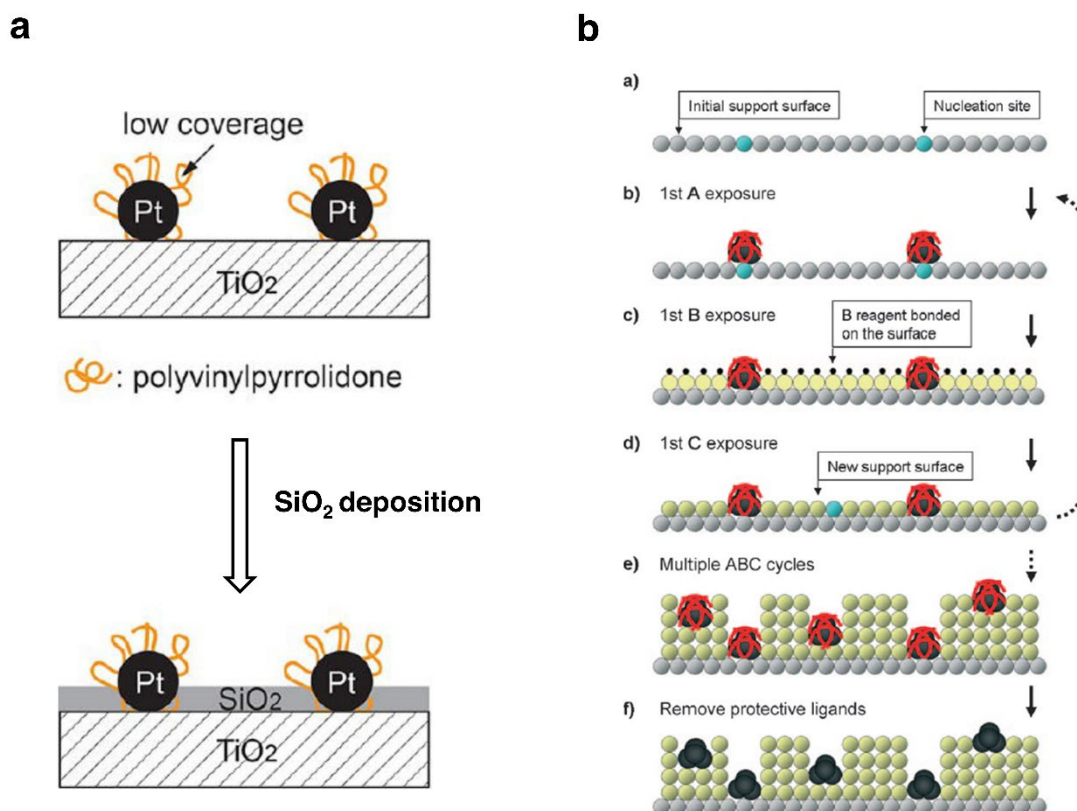 a
low coverage
Pt
Pt
TiO2
: polyvinylpyrrolidone
SiO2 deposition
Pt
Pt
SiO2
TiO2
b
a)
Initial support surface
Nucleation site
b) 1st A exposure
c) 1st B exposure
B reagent bonded
on the surface
d) 1st C exposure
New support surface
e) Multiple ABC cycles
f) Remove protective ligands